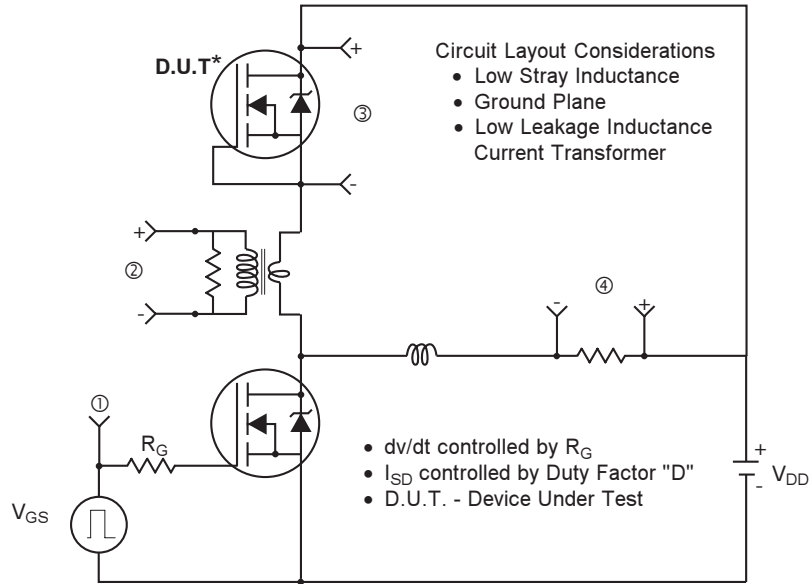 D.U.T*
+
Circuit Layout Considerations
• Low Stray Inductance
• Ground Plane
• Low Leakage Inductance
Current Transformer
③
-
+
②
-
④
- +
①
R_G
V_GS
• dv/dt controlled by R_G
• I_SD controlled by Duty Factor "D"
• D.U.T. - Device Under Test
+
V_DD
-